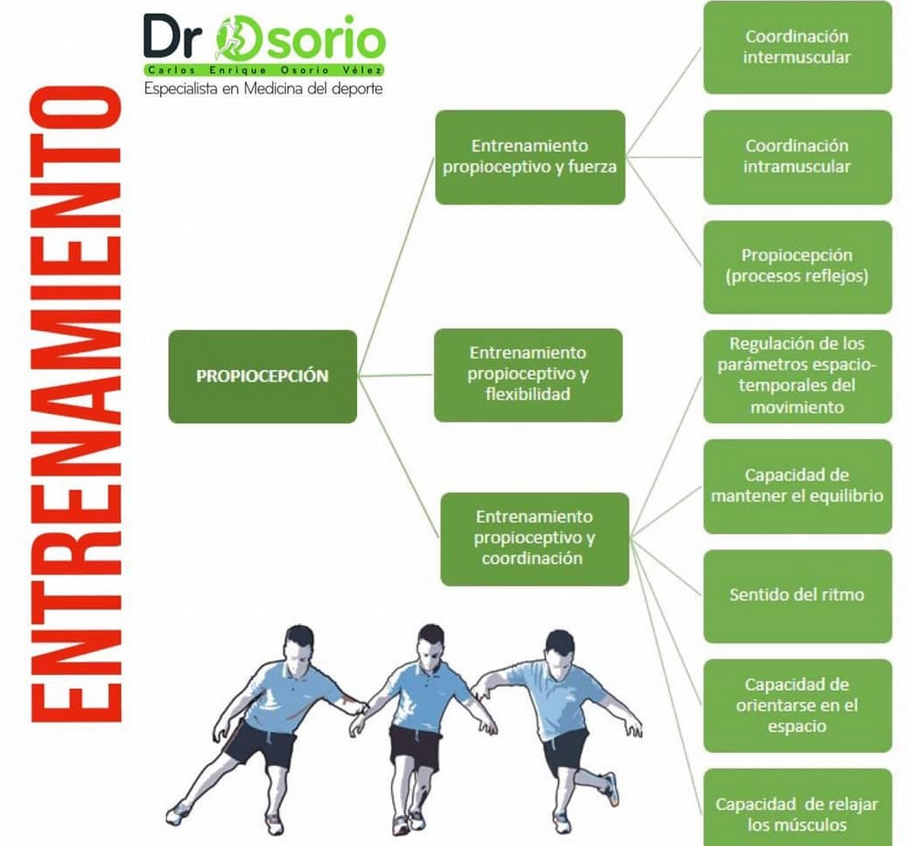 Dr Osorio
Carlos Enrique Osorio Vélez
Especialista en Medicina del deporte
ENTRENAMIENTO
PROPIOCEPCIÓN
Entrenamiento
propioceptivo y fuerza
Coordinación
intermuscular
Coordinación
intramuscular
Propiocepción
(procesos reflejos)
Entrenamiento
propioceptivo y
flexibilidad
Entrenamiento
propioceptivo y
coordinación
Regulación de los
parámetros espacio-
temporales del
movimiento
Capacidad de
mantener el equilibrio
Sentido del ritmo
Capacidad de
orientarse en el
espacio
Capacidad de relajar
los músculos